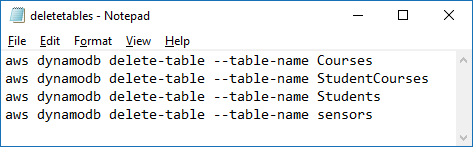 deletetables - Notepad
File Edit Format View Help
aws dynamodb delete-table --table-name Courses
aws dynamodb delete-table --table-name StudentCourses
aws dynamodb delete-table --table-name Students
aws dynamodb delete-table --table-name sensors